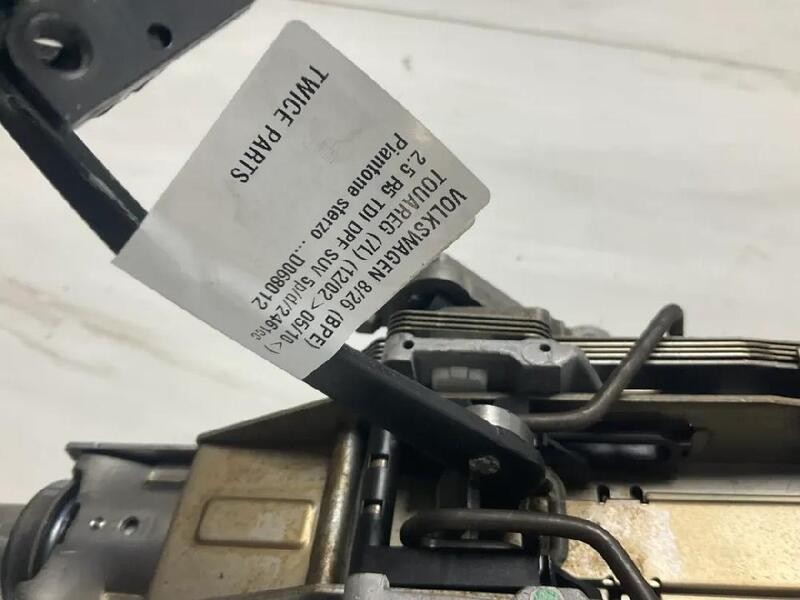 TWICE PARTS
VOLKSWAGEN 8/26 (BPE)
TOUAREG (7L) (12/02 > 05/10<)
2.5 R5 TDI DPF SUV 5p/d/2461cc
Piantone sterzo ...D068012